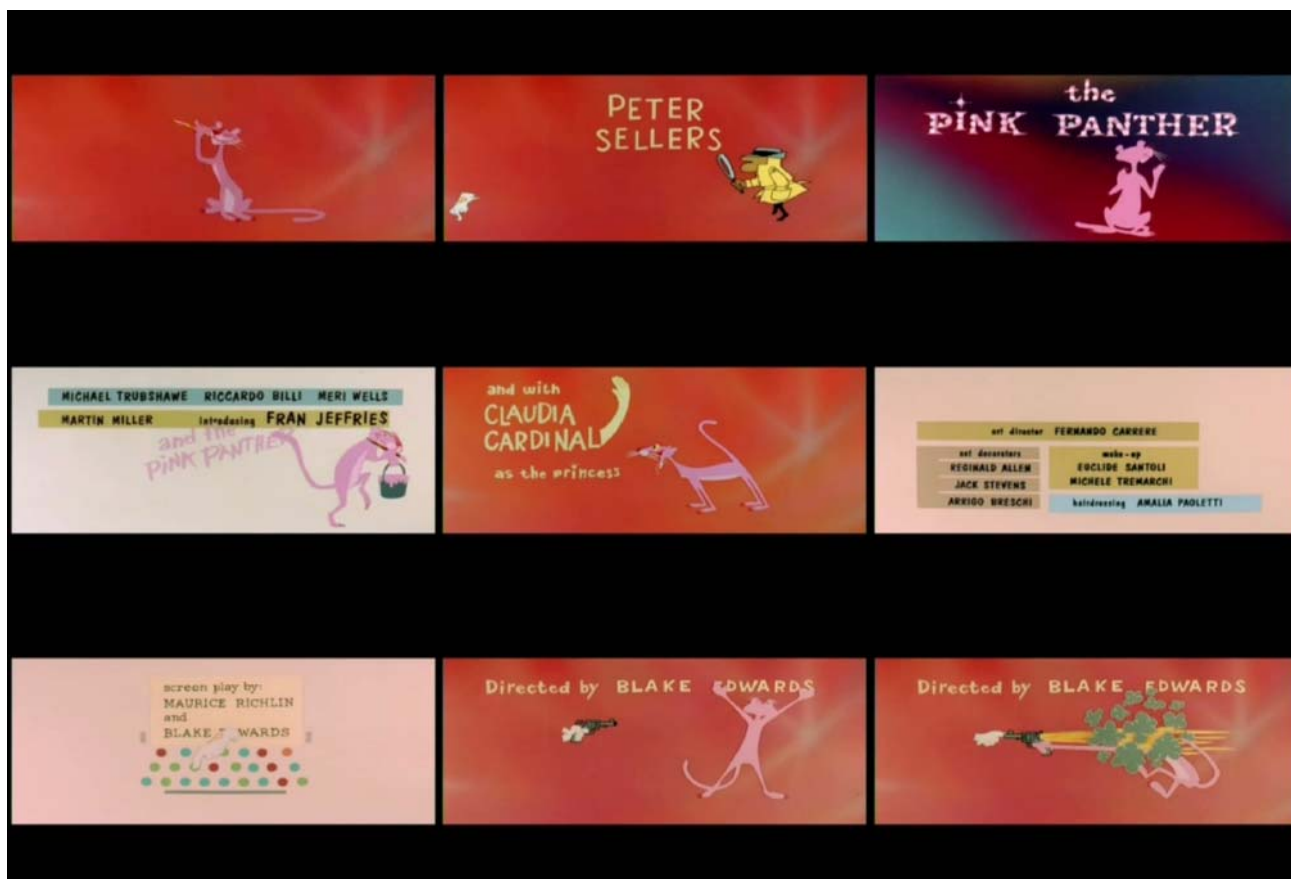 PETER
SELLERS
the
PINK PANTHER
MICHAEL TRUBSHAWE RICCARDO BILLI MERI WELLS
MARTIN MILLER introducing FRAN JEFFRIES
and the
PINK PANTHER
and with
CLAUDIA
CARDINAL
as the princess
art director FERNANDO CARRERE
set decorators
REGINALD ALLEN
JACK STEVENS
ARRIGO BRESCHI
make-up
EUCLIDE SANTOLI
MICHELE TREMARCHI
hairdressing AMALIA PAOLETTI
screen play by:
MAURICE RICHLIN
and
BLAKE EDWARDS
Directed by BLAKE EDWARDS
Directed by BLAKE EDWARDS